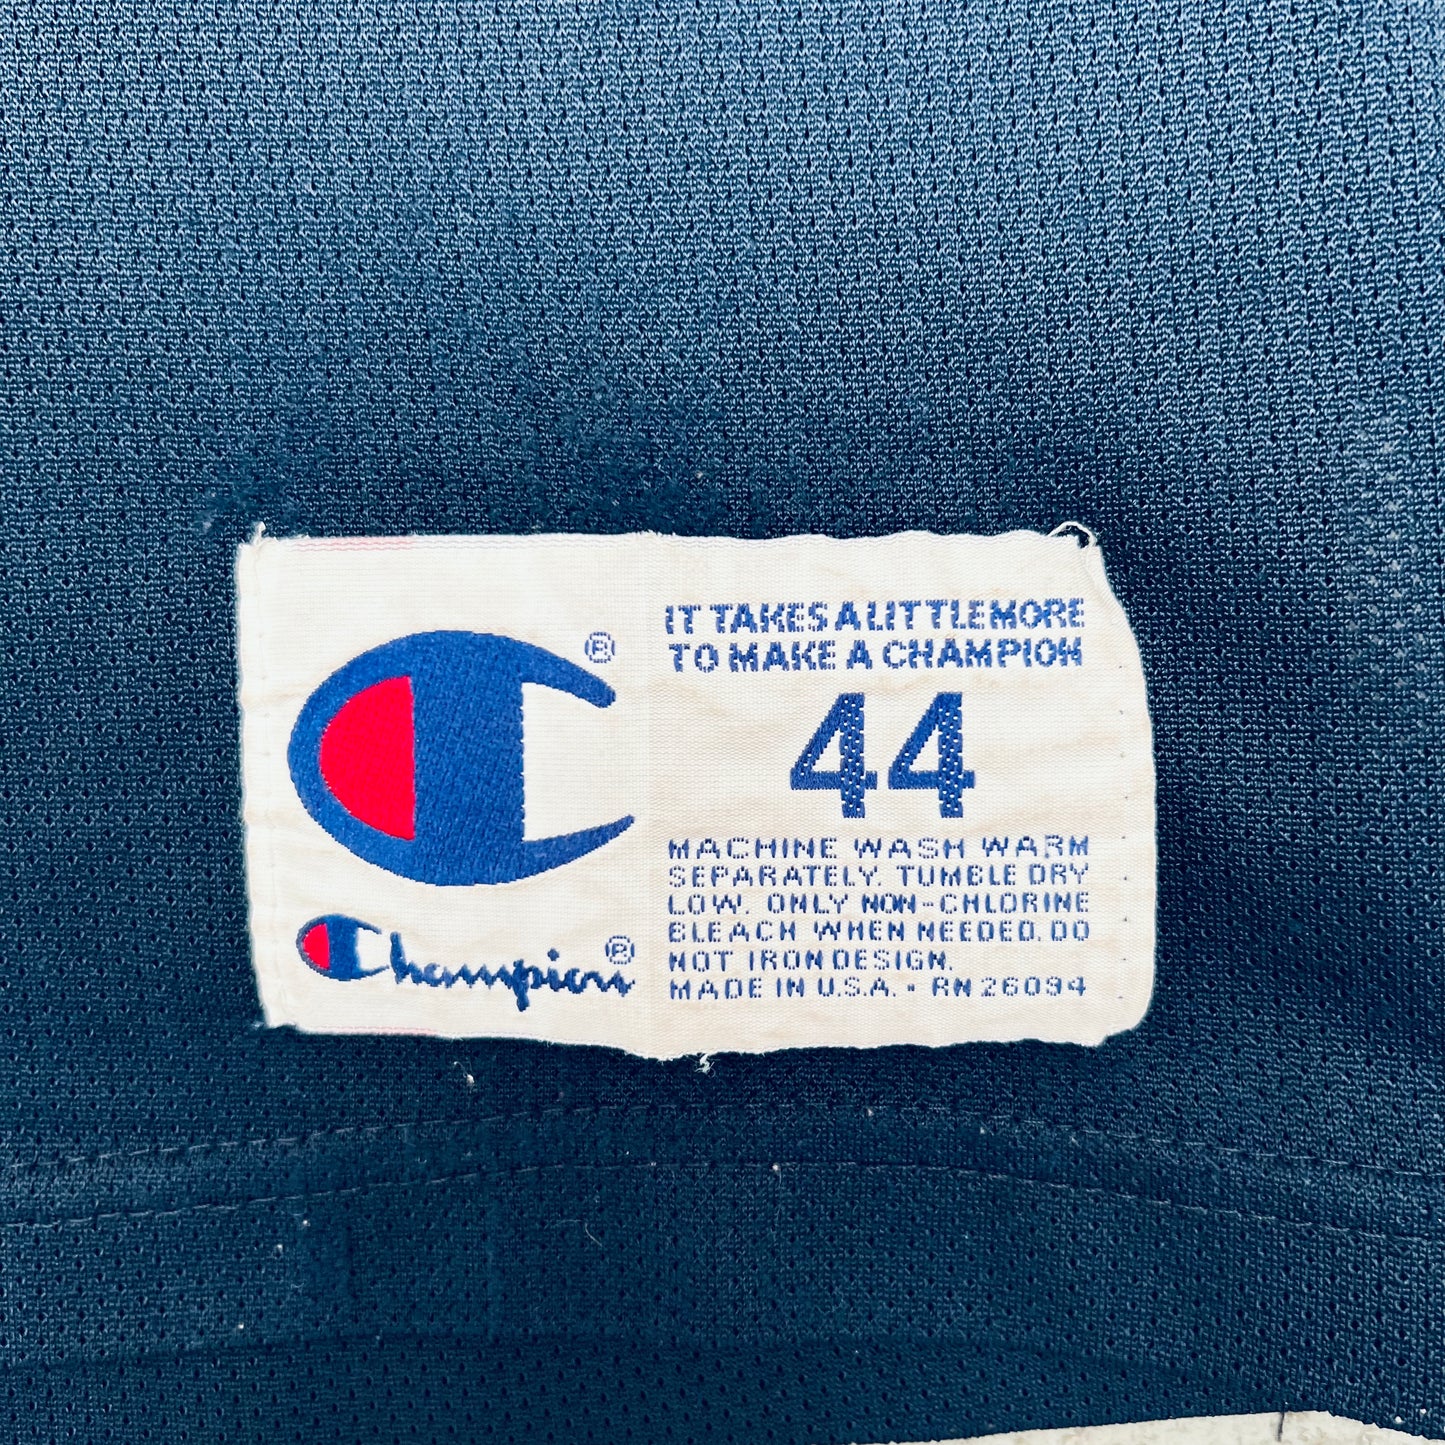 ®
IT TAKES A LITTLE MORE
TO MAKE A CHAMPION
44
MACHINE WASH WARM
SEPARATELY. TUMBLE DRY
LOW. ONLY NON-CHLORINE
BLEACH WHEN NEEDED. DO
NOT IRON DESIGN.
MADE IN U.S.A. • RN 26094
Champion ®